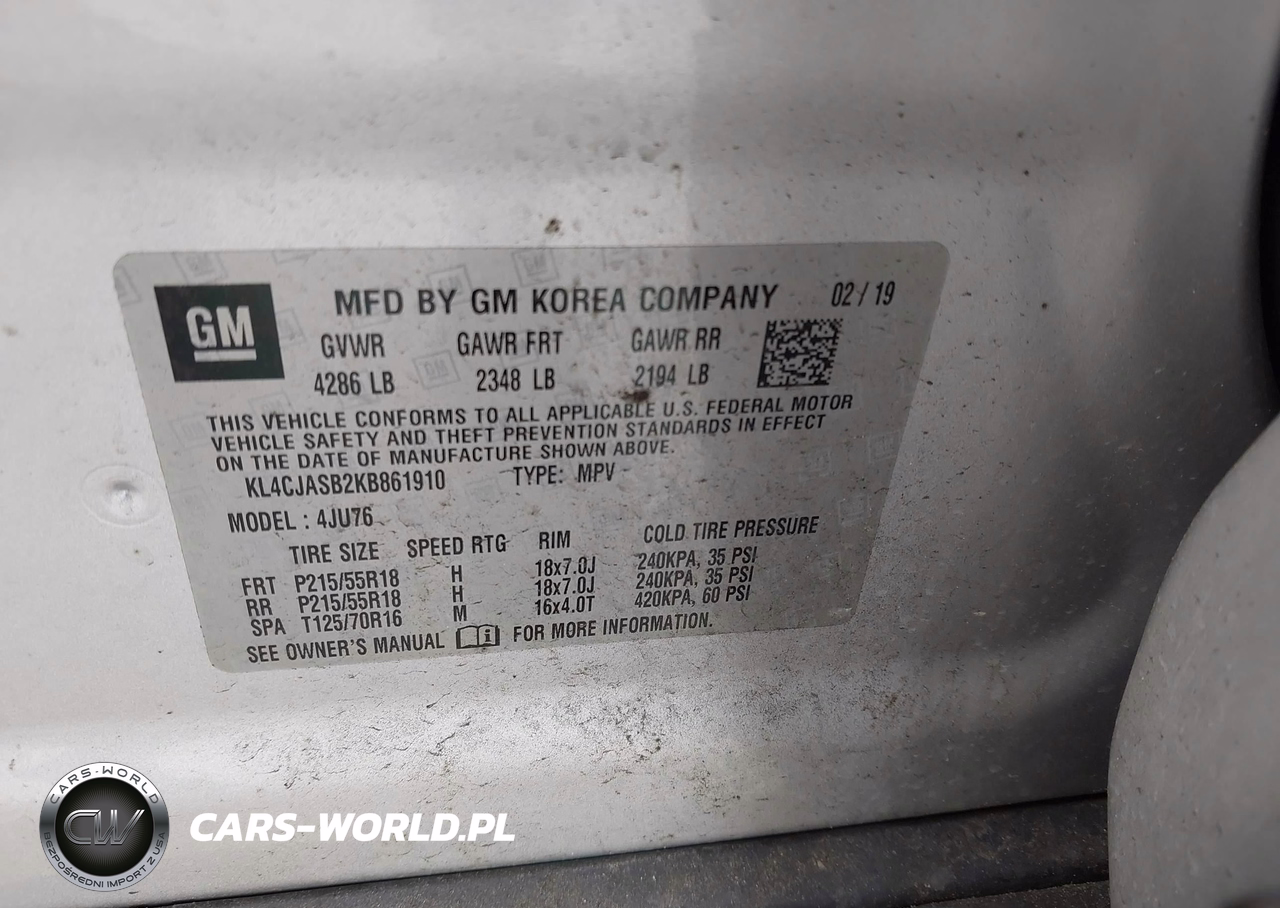 GM
MFD BY GM KOREA COMPANY 02/19
GVWR GAWR FRT GAWR RR
4286 LB 2348 LB 2194 LB
THIS VEHICLE CONFORMS TO ALL APPLICABLE U.S. FEDERAL MOTOR
VEHICLE SAFETY AND THEFT PREVENTION STANDARDS IN EFFECT
ON THE DATE OF MANUFACTURE SHOWN ABOVE.
KL4CJASB2KB861910 TYPE: MPV
MODEL : 4JU76
TIRE SIZE SPEED RTG RIM COLD TIRE PRESSURE
FRT P215/55R18 H 18x7.0J 240KPA, 35 PSI
RR P215/55R18 H 18x7.0J 240KPA, 35 PSI
SPA T125/70R16 M 16x4.0T 420KPA, 60 PSI
SEE OWNER'S MANUAL FOR MORE INFORMATION.
CARS-WORLD
CW
BEZPOŚREDNI IMPORT Z USA
CARS-WORLD.PL